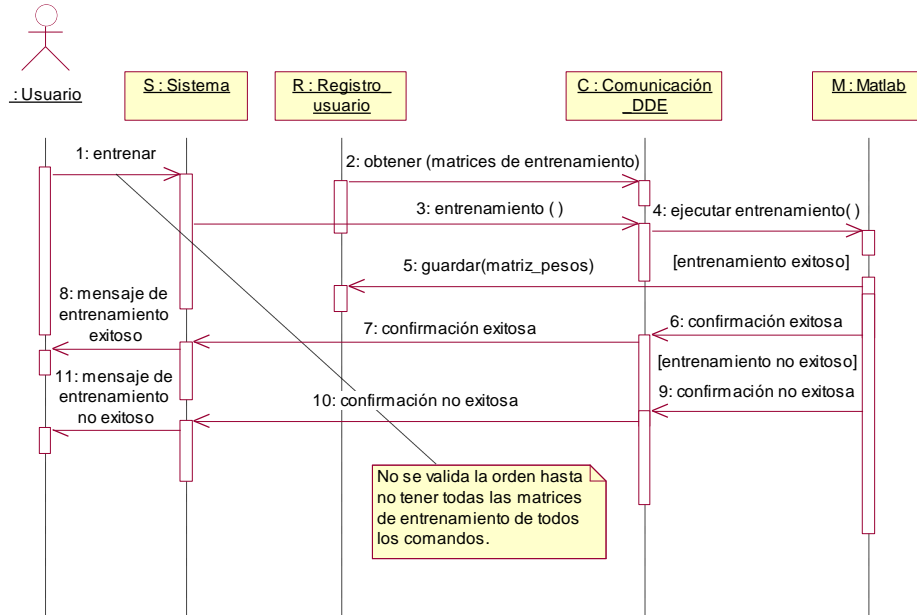 : Usuario
S : Sistema
R : Registro_
usuario
C : Comunicación
_DDE
M : Matlab
1: entrenar
2: obtener (matrices de entrenamiento)
3: entrenamiento ( )
4: ejecutar entrenamiento( )
[entrenamiento exitoso]
5: guardar(matriz_pesos)
6: confirmación exitosa
7: confirmación exitosa
8: mensaje de
entrenamiento
exitoso
[entrenamiento no exitoso]
9: confirmación no exitosa
10: confirmación no exitosa
11: mensaje de
entrenamiento
no exitoso
No se valida la orden hasta
no tener todas las matrices
de entrenamiento de todos
los comandos.